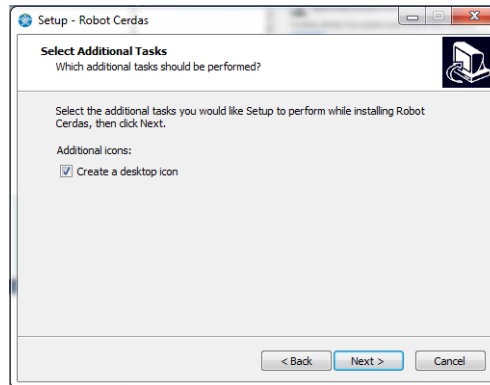 Setup - Robot Cerdas
Select Additional Tasks
Which additional tasks should be performed?
Select the additional tasks you would like Setup to perform while installing Robot
Cerdas, then click Next.
Additional icons:
Create a desktop icon
< Back
Next >
Cancel